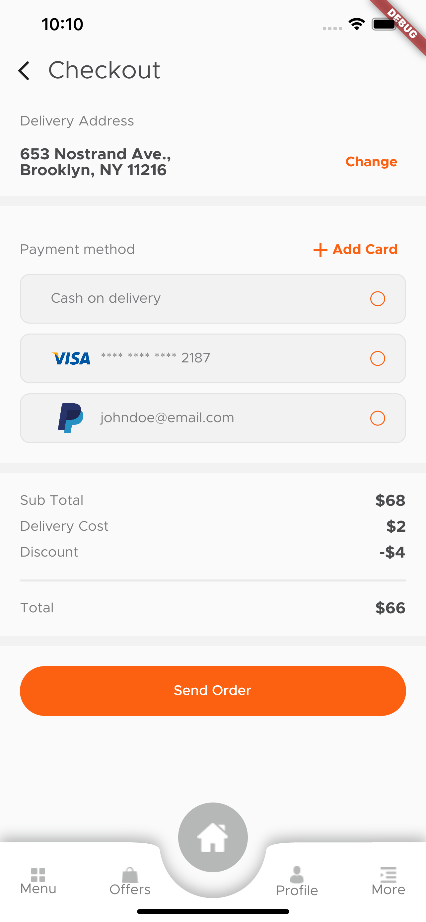 10:10
DEBUG
Checkout
Delivery Address
653 Nostrand Ave.,
Brooklyn, NY 11216
Change
Payment method
+ Add Card
Cash on delivery
VISA **** **** **** 2187
johndoe@email.com
Sub Total $68
Delivery Cost $2
Discount -$4
Total $66
Send Order
Menu Offers Profile More